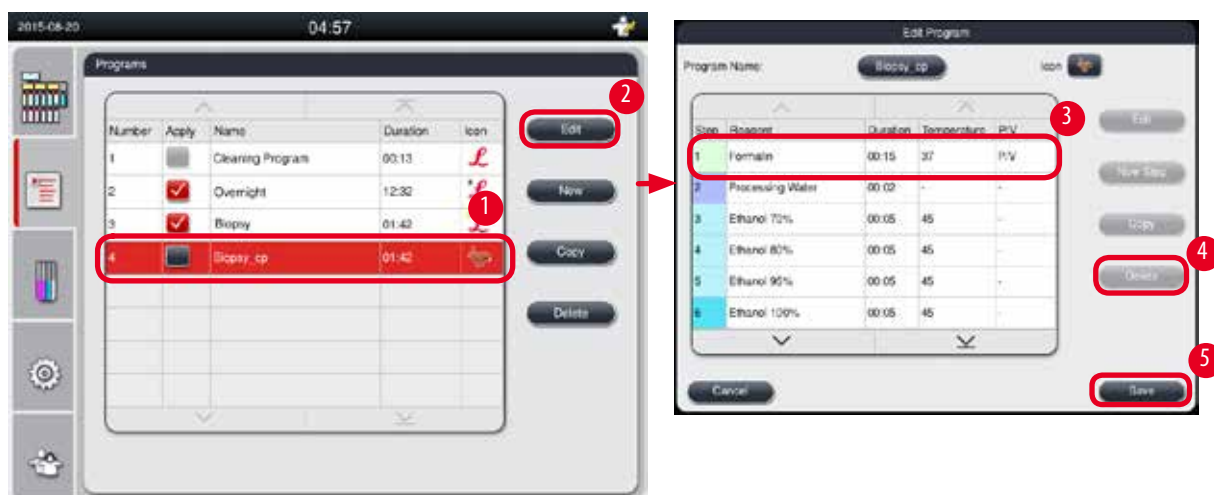 2015-08-20 04:57
Programs
Number Apply Name Duration Icon
1 Cleaning Program 00:13 L
2 Overnight 12:32 *L
3 Biopsy 01:42 L
4 Biopsy_cp 01:42
Edit
New
Copy
Delete
1
2
Edit Program
Program Name: Biopsy_cp Icon
Step Reagent Duration Temperature P/V
1 Formalin 00:15 37 P/V
2 Processing Water 00:02 - -
3 Ethanol 70% 00:05 45 -
4 Ethanol 80% 00:05 45 -
5 Ethanol 95% 00:05 45 -
6 Ethanol 100% 00:05 45 -
Edit
New Step
Copy
Delete
Cancel
Save
3
4
5